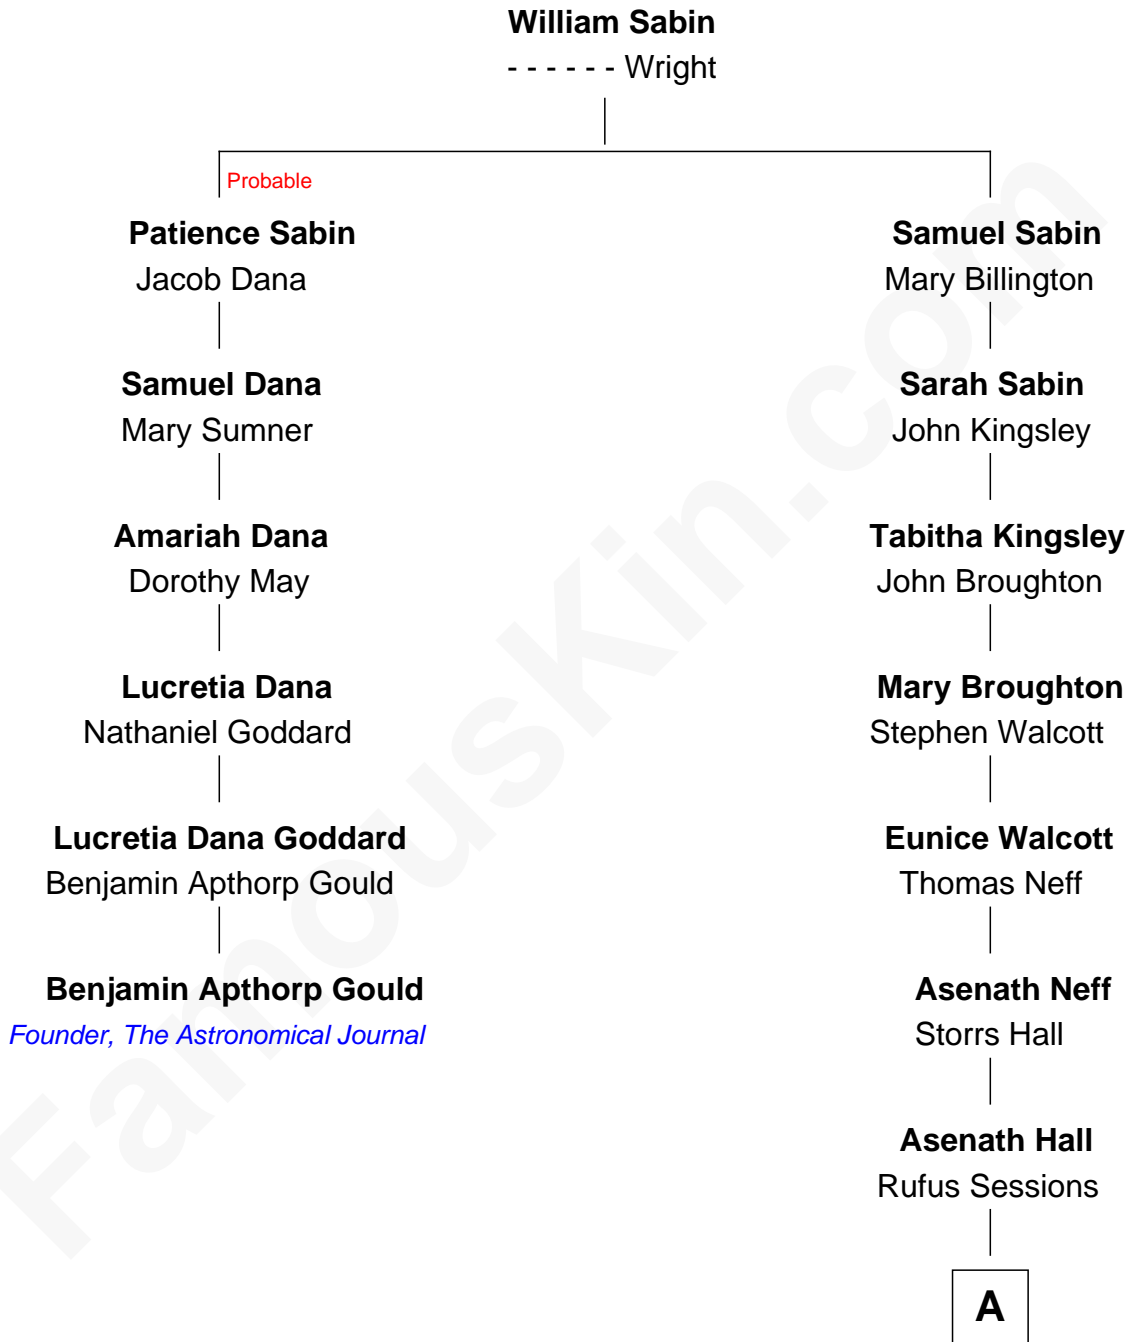 William Sabin
- - - - - - Wright
Probable
Patience Sabin
Jacob Dana
Samuel Sabin
Mary Billington
Samuel Dana
Mary Sumner
Sarah Sabin
John Kingsley
Amariah Dana
Dorothy May
Tabitha Kingsley
John Broughton
Lucretia Dana
Nathaniel Goddard
Mary Broughton
Stephen Walcott
Lucretia Dana Goddard
Benjamin Apthorp Gould
Eunice Walcott
Thomas Neff
Benjamin Apthorp Gould
Founder, The Astronomical Journal
Asenath Neff
Storrs Hall
Asenath Hall
Rufus Sessions
A
FamousKin.com